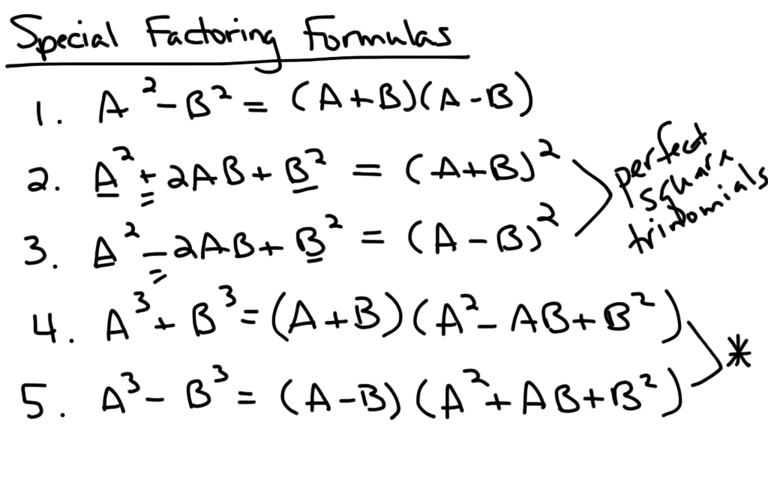 Special Factoring Formulas
1. A² - B² = (A+B)(A-B)
2. A² + 2AB + B² = (A+B)²
3. A² - 2AB + B² = (A-B)²
perfect
square
trinomials
4. A³ + B³ = (A+B)(A² - AB + B²)
5. A³ - B³ = (A-B)(A² + AB + B²)
*